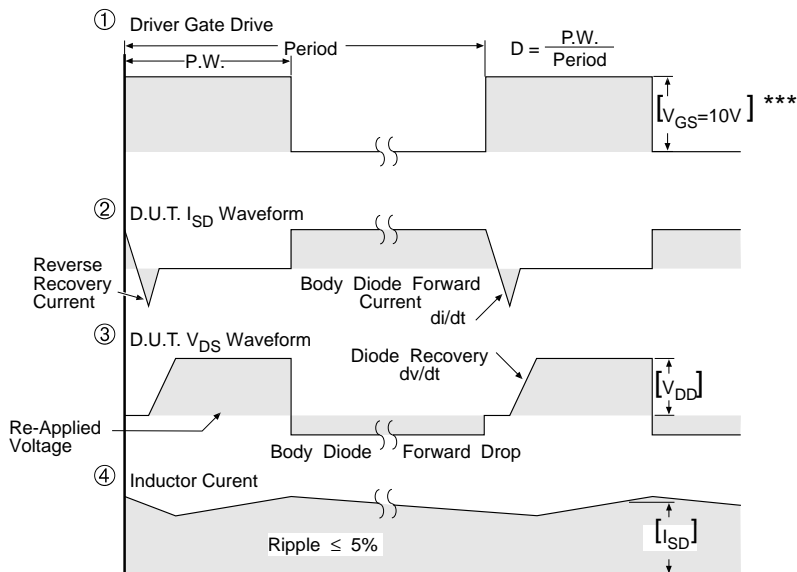 ① Driver Gate Drive
P.W.
Period
D = P.W.
Period
[VGS=10V] ***
② D.U.T. ISD Waveform
Reverse
Recovery
Current
Body Diode Forward
Current
di/dt
③ D.U.T. VDS Waveform
Diode Recovery
dv/dt
[VDD]
Re-Applied
Voltage
Body Diode Forward Drop
④ Inductor Curent
Ripple ≤ 5%
[ISD]